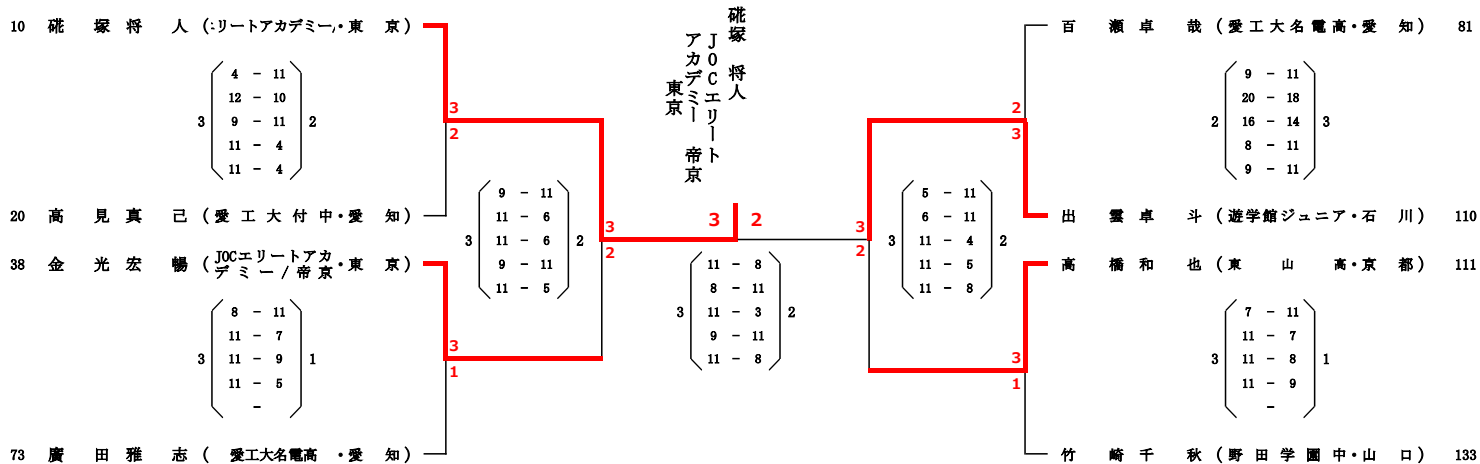 10 硴塚将人 (エリートアカデミー/・東京)
4 - 11
12 - 10
3 9 - 11 2
11 - 4
11 - 4
3
2
20 高見真己 (愛工大付中・愛知)
9 - 11
11 - 6
3 11 - 6 2
9 - 11
11 - 5
3
2
38 金光宏暢 (JOCエリートアカデミー/帝京・東京)
8 - 11
11 - 7
3 11 - 9 1
11 - 5
-
3
1
73 廣田雅志 (愛工大名電高・愛知)
硴塚 将人
JOCエリート
アカデミー 帝京
東京
3 2
11 - 8
8 - 11
3 11 - 3 2
9 - 11
11 - 8
百瀬卓哉 (愛工大名電高・愛知) 81
9 - 11
20 - 18
2 16 - 14 3
8 - 11
9 - 11
2
3
出雲卓斗 (遊学館ジュニア・石川) 110
5 - 11
6 - 11
3 11 - 4 2
11 - 5
11 - 8
3
2
高橋和也 (東山高・京都) 111
7 - 11
11 - 7
3 11 - 8 1
11 - 9
-
3
1
竹崎千秋 (野田学園中・山口) 133